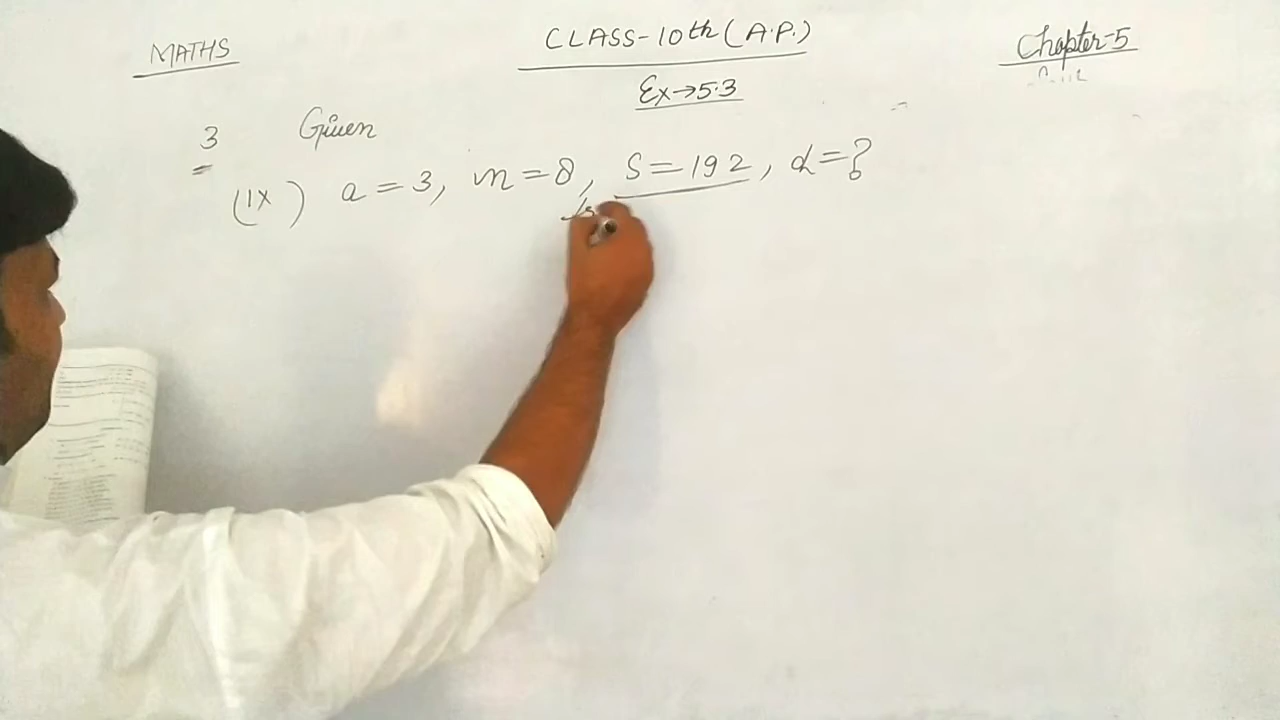 MATHS
CLASS-10th (A.P.)
Chapter-5
Ex→5.3
3 Given
(IX) a = 3, n = 8, S = 192, d = ?